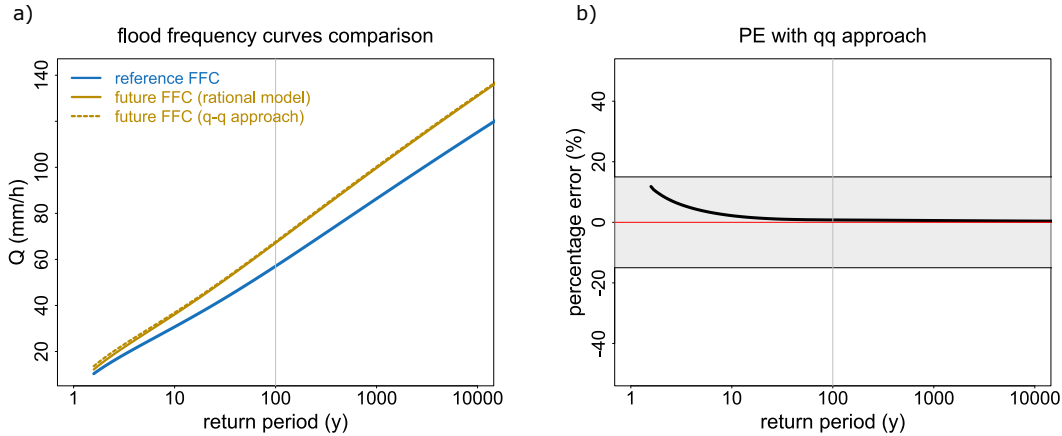 a)
flood frequency curves comparison
reference FFC
future FFC (rational model)
future FFC (q-q approach)
Q (mm/h)
140
120
100
80
60
40
20
1
10
100
1000
10000
return period (y)
b)
PE with qq approach
percentage error (%)
40
20
0
-20
-40
1
10
100
1000
10000
return period (y)